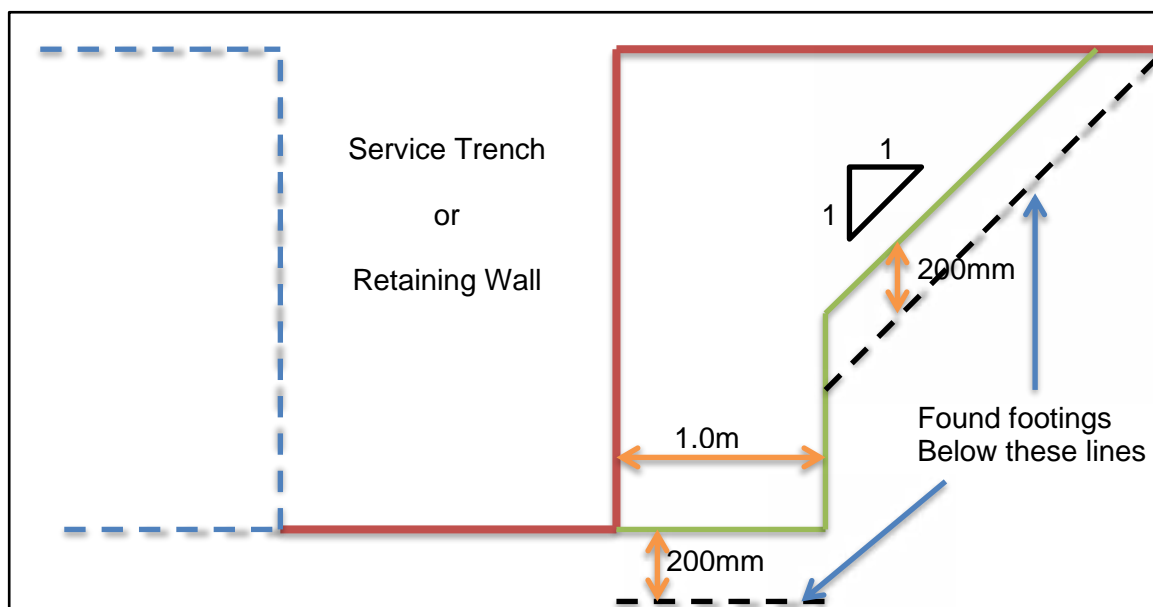 Service Trench
or
Retaining Wall
1
1
200mm
1.0m
Found footings
Below these lines
200mm